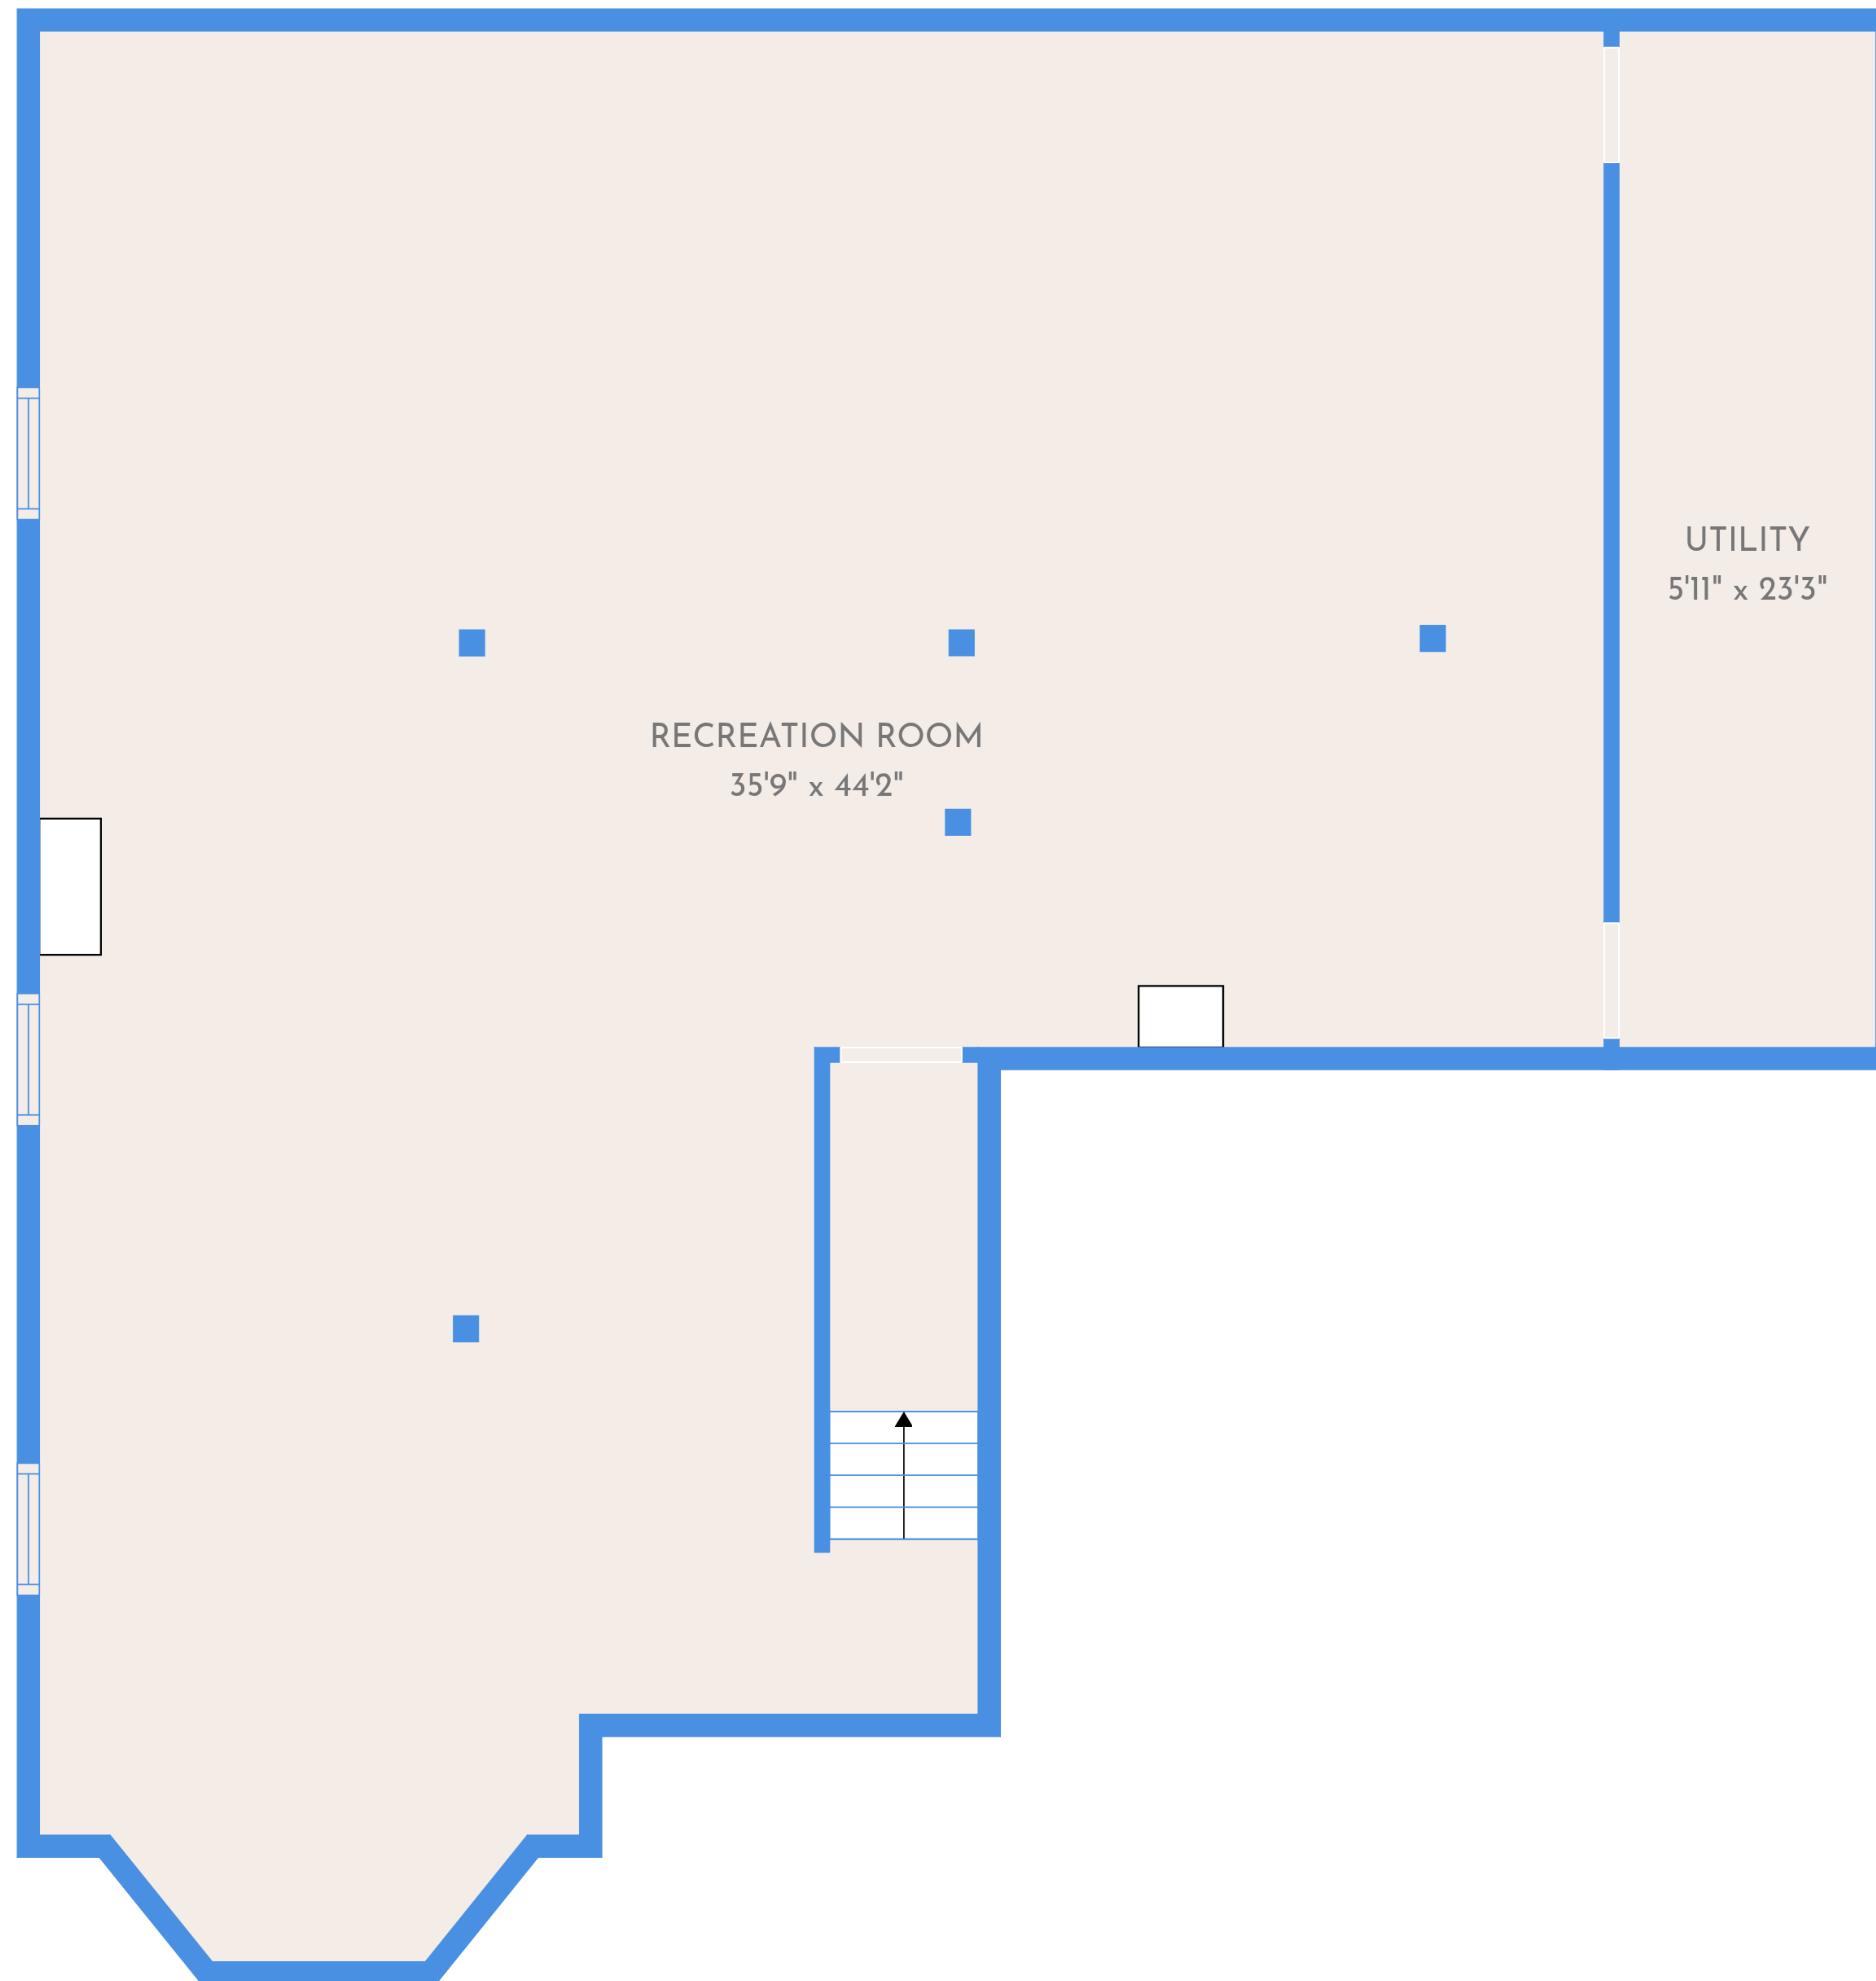 UTILITY
5'11" x 23'3"
RECREATION ROOM
35'9" x 44'2"